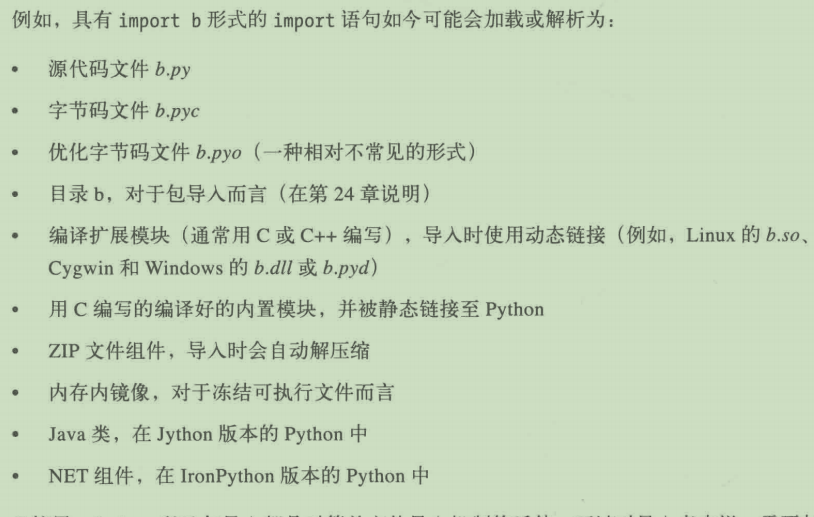 例如，具有 import b 形式的 import 语句如今可能会加载或解析为：
• 源代码文件 b.py
• 字节码文件 b.pyc
• 优化字节码文件 b.pyo（一种相对不常见的形式）
• 目录 b，对于包导入而言（在第 24 章说明）
• 编译扩展模块（通常用 C 或 C++ 编写），导入时使用动态链接（例如，Linux 的 b.so、
Cygwin 和 Windows 的 b.dll 或 b.pyd）
• 用 C 编写的编译好的内置模块，并被静态链接至 Python
• ZIP 文件组件，导入时会自动解压缩
• 内存内镜像，对于冻结可执行文件而言
• Java 类，在 Jython 版本的 Python 中
• NET 组件，在 IronPython 版本的 Python 中